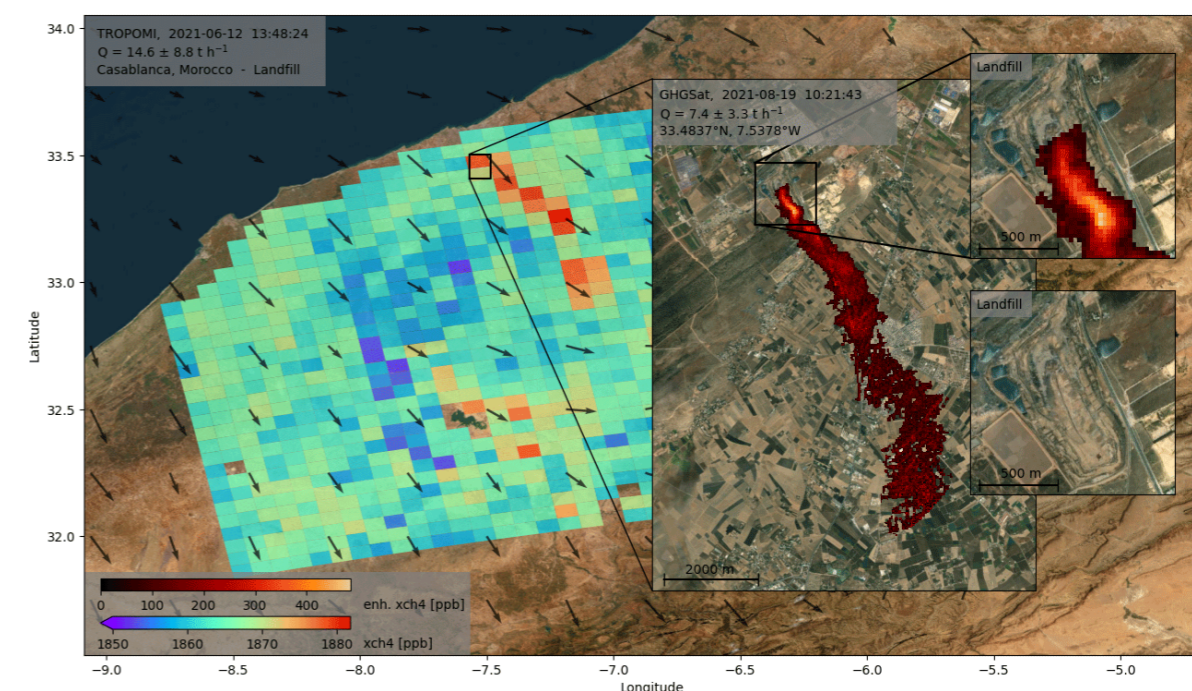 TROPOMI, 2021-06-12 13:48:24
Q = 14.6 ± 8.8 t h⁻¹
Casablanca, Morocco - Landfill
GHGSat, 2021-08-19 10:21:43
Q = 7.4 ± 3.3 t h⁻¹
33.4837°N, 7.5378°W
Landfill
500 m
Landfill
500 m
2000 m
Latitude
34.0
33.5
33.0
32.5
32.0
0 100 200 300 400 enh. xch4 [ppb]
1850 1860 1870 1880 xch4 [ppb]
−9.0 −8.5 −8.0 −7.5 −7.0 −6.5 −6.0 −5.5 −5.0
Longitude